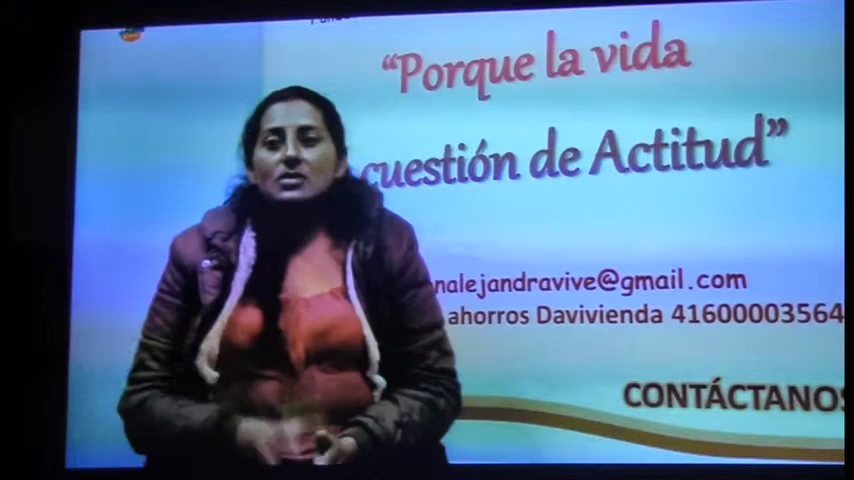 “Porque la vida
cuestión de Actitud”
nalejandravive@gmail.com
ahorros Davivienda 41600003564
CONTÁCTANOS